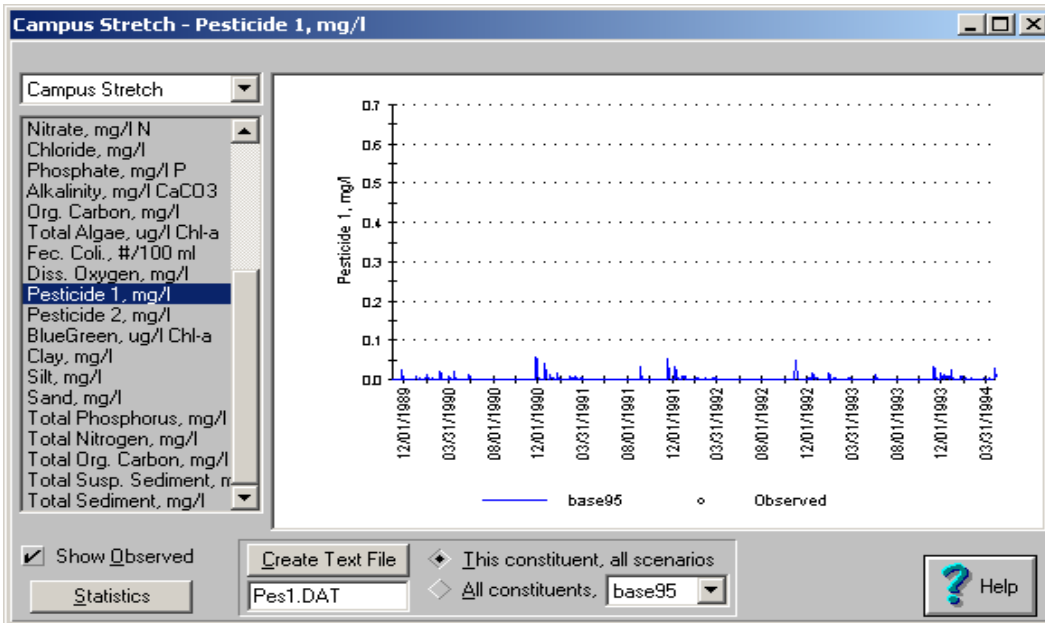 Campus Stretch - Pesticide 1, mg/l
Campus Stretch
Nitrate, mg/l N
Chloride, mg/l
Phosphate, mg/l P
Alkalinity, mg/l CaCO3
Org. Carbon, mg/l
Total Algae, ug/l Chl-a
Fec. Coli., #/100 ml
Diss. Oxygen, mg/l
Pesticide 1, mg/l
Pesticide 2, mg/l
BlueGreen, ug/l Chl-a
Clay, mg/l
Silt, mg/l
Sand, mg/l
Total Phosphorus, mg/l
Total Nitrogen, mg/l
Total Org. Carbon, mg/l
Total Susp. Sediment, m
Total Sediment, mg/l
Pesticide 1, mg/l
0.7
0.6
0.5
0.4
0.3
0.2
0.1
0.0
12/01/1989
03/31/1990
08/01/1990
12/01/1990
03/31/1991
08/01/1991
12/01/1991
03/31/1992
08/01/1992
12/01/1992
03/31/1993
08/01/1993
12/01/1993
03/31/1994
base95 Observed
Show Observed
Statistics
Create Text File
Pes1.DAT
This constituent, all scenarios
All constituents, base95
Help